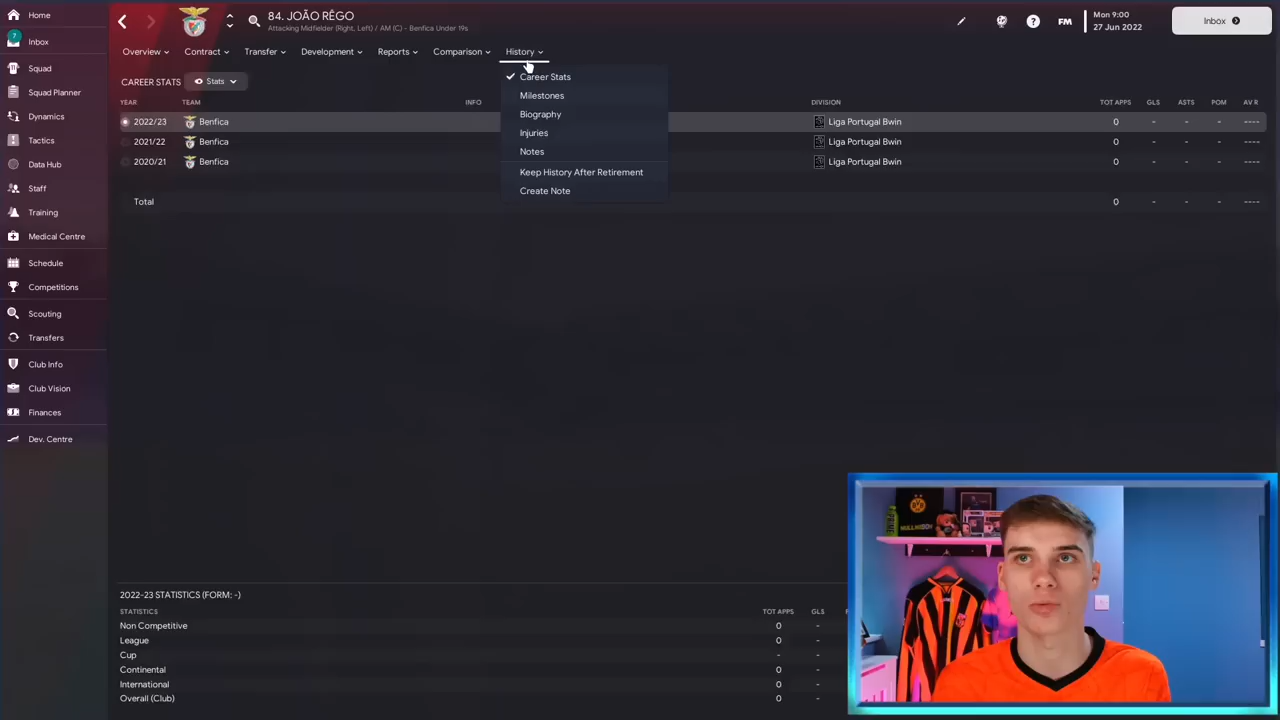 Home
Inbox
Squad
Squad Planner
Dynamics
Tactics
Data Hub
Staff
Training
Medical Centre
Schedule
Competitions
Scouting
Transfers
Club Info
Club Vision
Finances
Dev. Centre
84. JOÃO RÊGO
Attacking Midfielder (Right, Left) / AM (C) - Benfica Under 19s
FM
Mon 9:00
27 Jun 2022
Inbox
Overview Contract Transfer Development Reports Comparison History
CAREER STATS Stats
YEAR TEAM INFO DIVISION TOT APPS GLS ASTS POM AV R
2022/23 Benfica Liga Portugal Bwin 0 - - - ----
2021/22 Benfica Liga Portugal Bwin 0 - - - ----
2020/21 Benfica Liga Portugal Bwin 0 - - - ----
Total 0 - - - ----
Career Stats
Milestones
Biography
Injuries
Notes
Keep History After Retirement
Create Note
2022-23 STATISTICS (FORM: -)
STATISTICS TOT APPS GLS
Non Competitive 0 -
League 0 -
Cup - -
Continental 0 -
International 0 -
Overall (Club) 0 -